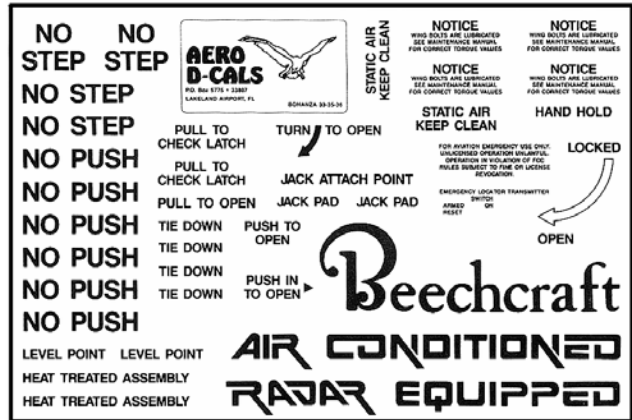 NO STEP
NO STEP
NO STEP
NO STEP
NO PUSH
NO PUSH
NO PUSH
NO PUSH
NO PUSH
NO PUSH
LEVEL POINT LEVEL POINT
HEAT TREATED ASSEMBLY
HEAT TREATED ASSEMBLY
AERO
D-CALS
P.O. Box 5775 • 33807
LAKELAND AIRPORT, FL
BONANZA 33-35-36
PULL TO
CHECK LATCH
PULL TO
CHECK LATCH
PULL TO OPEN
TIE DOWN
TIE DOWN
TIE DOWN
TIE DOWN
TURN TO OPEN
JACK ATTACH POINT
JACK PAD JACK PAD
PUSH TO
OPEN
PUSH IN
TO OPEN
STATIC AIR
KEEP CLEAN
NOTICE
WING BOLTS ARE LUBRICATED
SEE MAINTENANCE MANUAL
FOR CORRECT TORQUE VALUES
NOTICE
WING BOLTS ARE LUBRICATED
SEE MAINTENANCE MANUAL
FOR CORRECT TORQUE VALUES
NOTICE
WING BOLTS ARE LUBRICATED
SEE MAINTENANCE MANUAL
FOR CORRECT TORQUE VALUES
NOTICE
WING BOLTS ARE LUBRICATED
SEE MAINTENANCE MANUAL
FOR CORRECT TORQUE VALUES
STATIC AIR
KEEP CLEAN
HAND HOLD
FOR AVIATION EMERGENCY USE ONLY.
UNLICENSED OPERATION UNLAWFUL.
OPERATION IN VIOLATION OF FCC
RULES SUBJECT TO FINE OR LICENSE
REVOCATION.
EMERGENCY LOCATOR TRANSMITTER
SWITCH
ARMED ON
RESET
LOCKED
OPEN
Beechcraft
AIR CONDITIONED
RADAR EQUIPPED